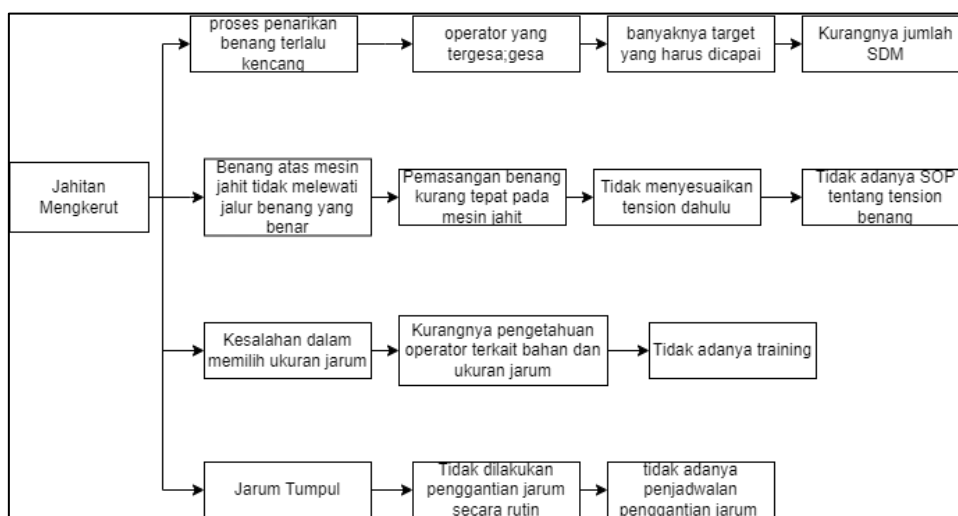 proses penarikan
benang terlalu
kencang
operator yang
tergesa;gesa
banyaknya target
yang harus dicapai
Kurangnya jumlah
SDM
Jahitan
Mengkerut
Benang atas mesin
jahit tidak melewati
jalur benang yang
benar
Pemasangan benang
kurang tepat pada
mesin jahit
Tidak menyesuaikan
tension dahulu
Tidak adanya SOP
tentang tension
benang
Kesalahan dalam
memilih ukuran jarum
Kurangnya pengetahuan
operator terkait bahan dan
ukuran jarum
Tidak adanya training
Jarum Tumpul
Tidak dilakukan
penggantian jarum
secara rutin
tidak adanya
penjadwalan
penggantian jarum